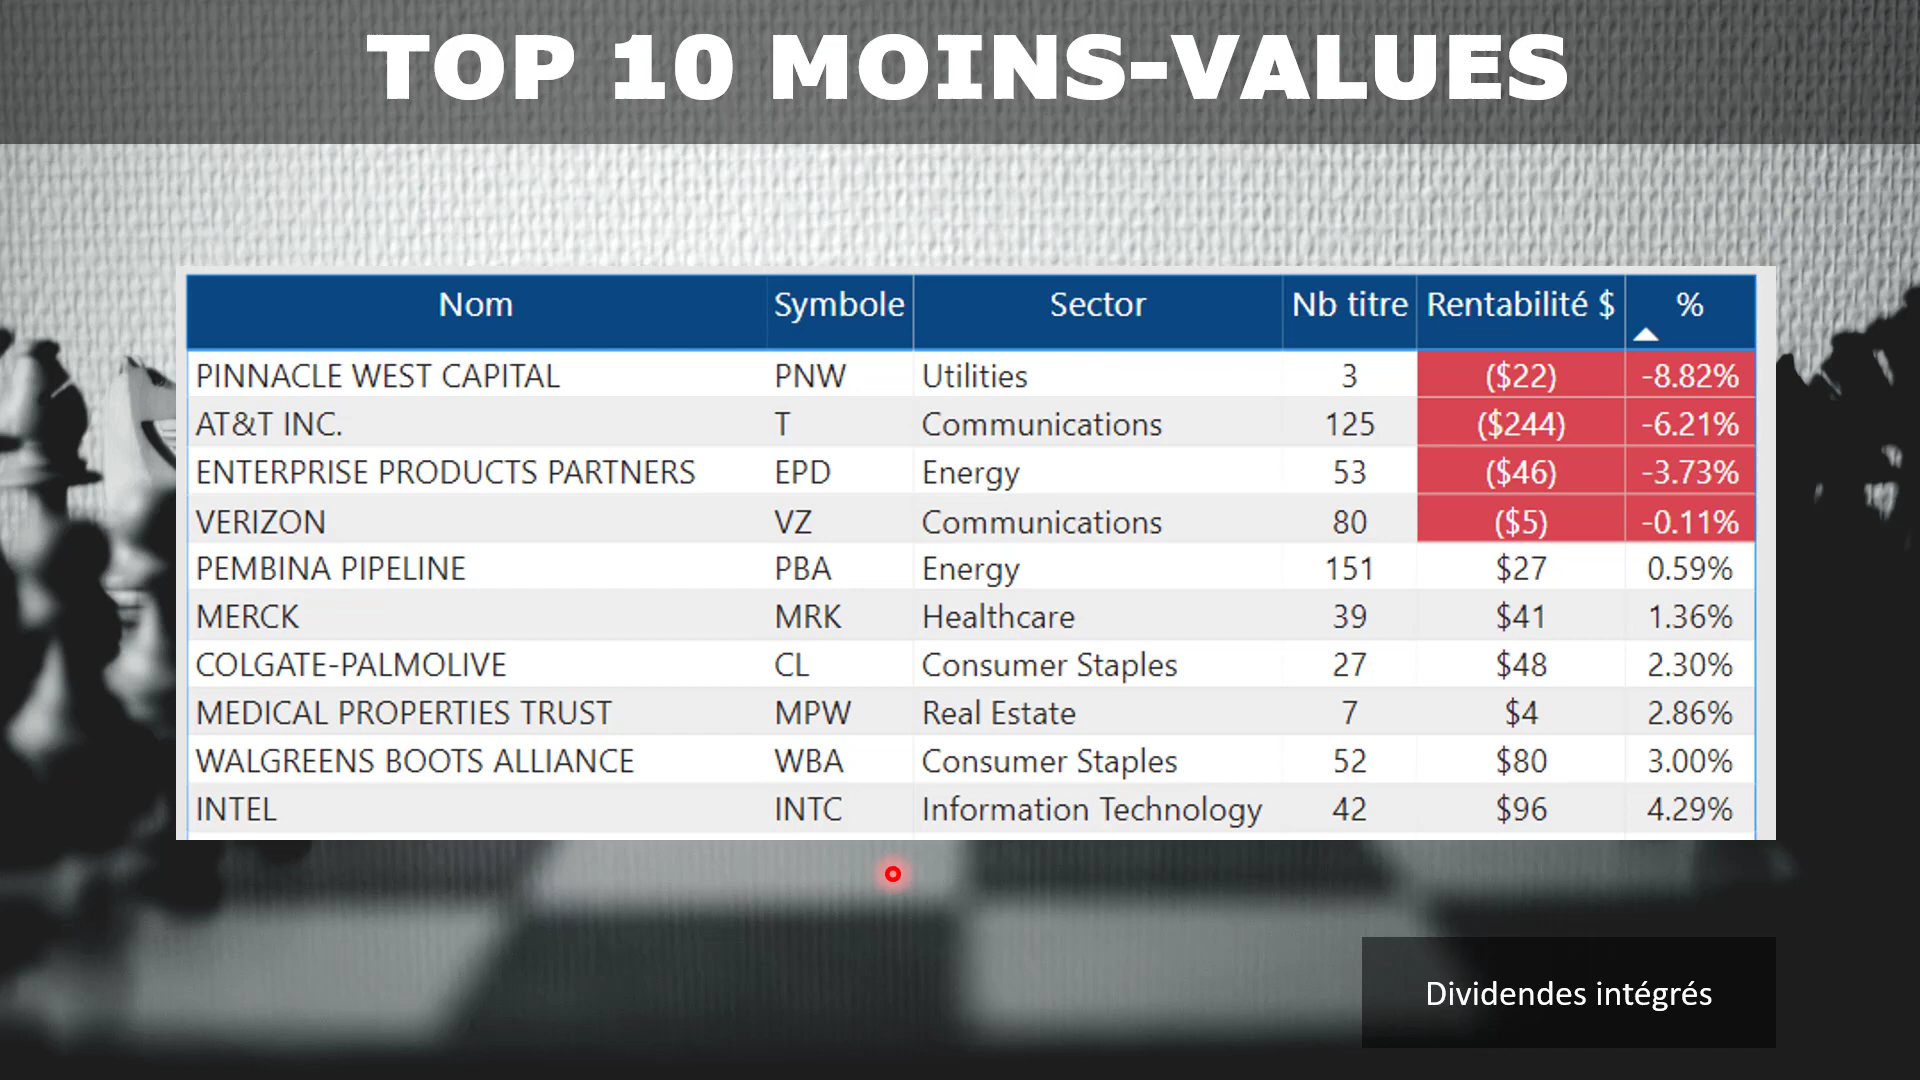 TOP 10 MOINS-VALUES
Nom Symbole Sector Nb titre Rentabilité $ %
PINNACLE WEST CAPITAL PNW Utilities 3 ($22) -8.82%
AT&T INC. T Communications 125 ($244) -6.21%
ENTERPRISE PRODUCTS PARTNERS EPD Energy 53 ($46) -3.73%
VERIZON VZ Communications 80 ($5) -0.11%
PEMBINA PIPELINE PBA Energy 151 $27 0.59%
MERCK MRK Healthcare 39 $41 1.36%
COLGATE-PALMOLIVE CL Consumer Staples 27 $48 2.30%
MEDICAL PROPERTIES TRUST MPW Real Estate 7 $4 2.86%
WALGREENS BOOTS ALLIANCE WBA Consumer Staples 52 $80 3.00%
INTEL INTC Information Technology 42 $96 4.29%
Dividendes intégrés